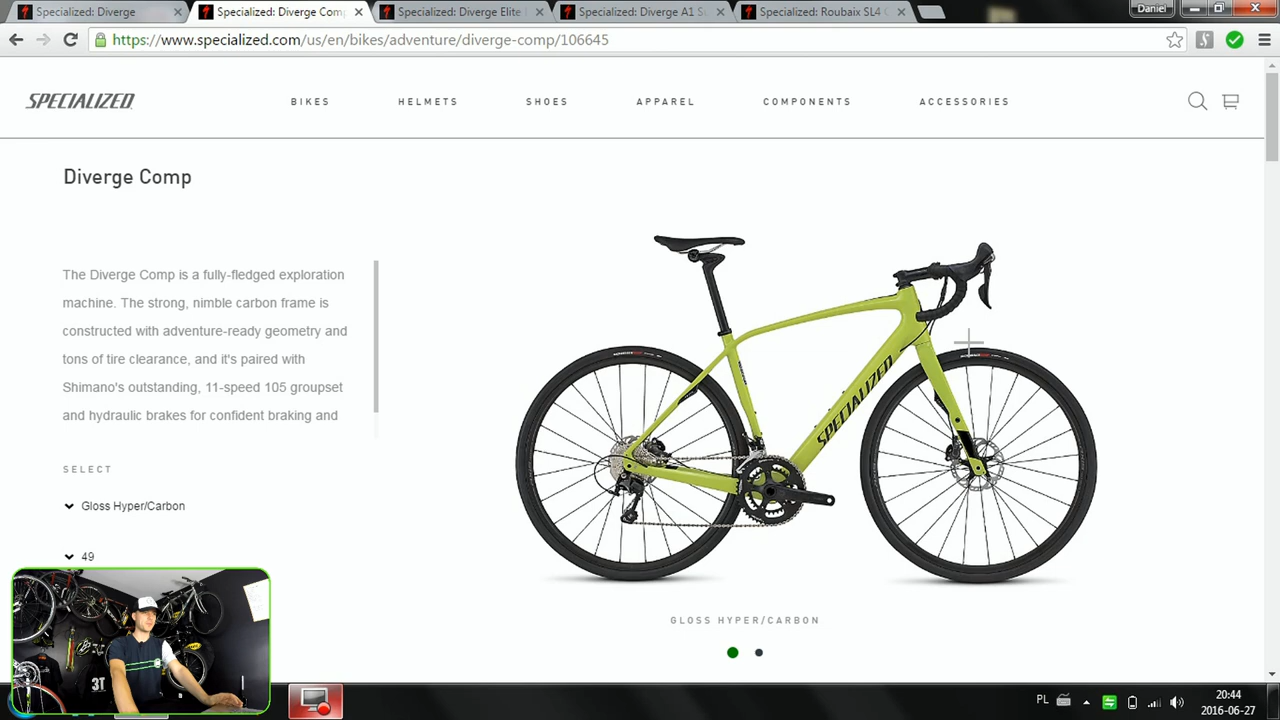 Specialized: Diverge
Specialized: Diverge Com
Specialized: Diverge Elite
Specialized: Diverge A1 S
Specialized: Roubaix SL4
Daniel
https://www.specialized.com/us/en/bikes/adventure/diverge-comp/106645
SPECIALIZED
BIKES
HELMETS
SHOES
APPAREL
COMPONENTS
ACCESSORIES
Diverge Comp
The Diverge Comp is a fully-fledged exploration
machine. The strong, nimble carbon frame is
constructed with adventure-ready geometry and
tons of tire clearance, and it's paired with
Shimano's outstanding, 11-speed 105 groupset
and hydraulic brakes for confident braking and
SELECT
Gloss Hyper/Carbon
49
SPECIALIZED
GLOSS HYPER/CARBON
3T
PL
20:44
2016-06-27